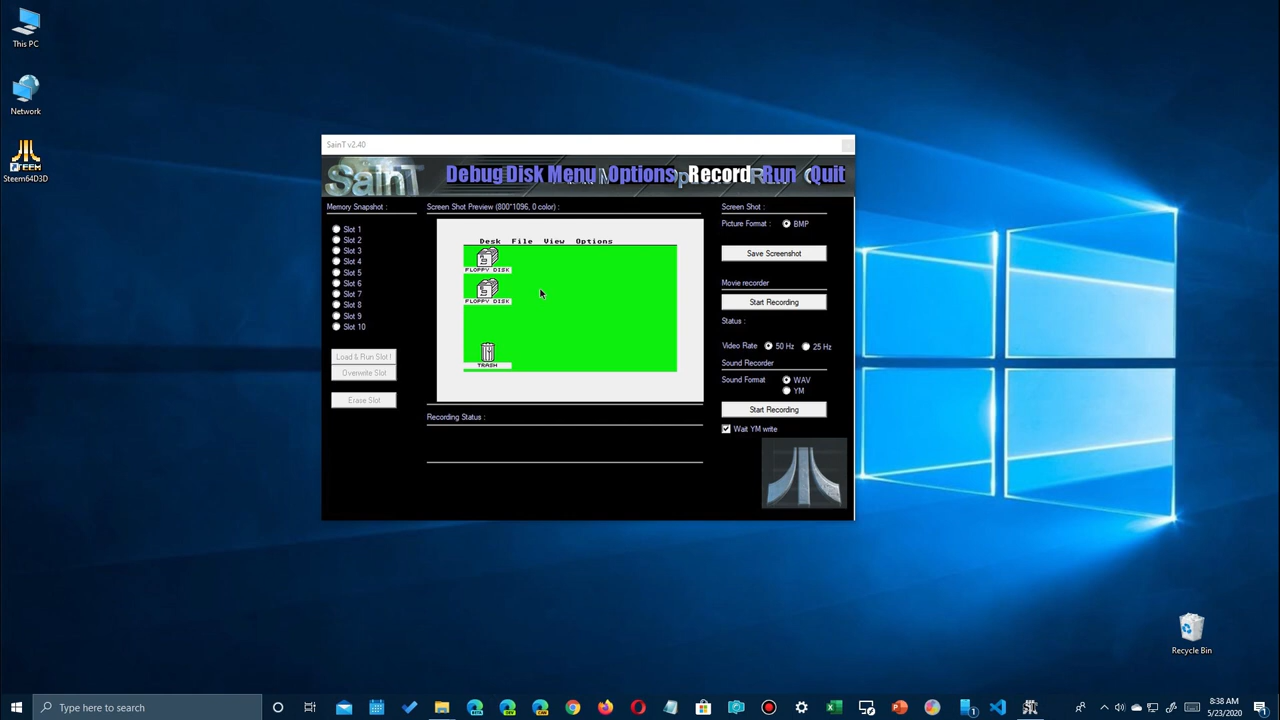 This PC
Network
STEEM
Steem64D3D
SainT v2.40
SainT
Debug Disk Menu Options Record Run Quit
Memory Snapshot :
Slot 1
Slot 2
Slot 3
Slot 4
Slot 5
Slot 6
Slot 7
Slot 8
Slot 9
Slot 10
Load & Run Slot !
Overwrite Slot
Erase Slot
Screen Shot Preview (800*1096, 0 color) :
Desk File View Options
FLOPPY DISK
FLOPPY DISK
TRASH
Recording Status :
Screen Shot :
Picture Format : BMP
Save Screenshot
Movie recorder
Start Recording
Status :
Video Rate 50 Hz 25 Hz
Sound Recorder
Sound Format WAV
YM
Start Recording
Wait YM write
Recycle Bin
Type here to search
8:38 AM
5/23/2020